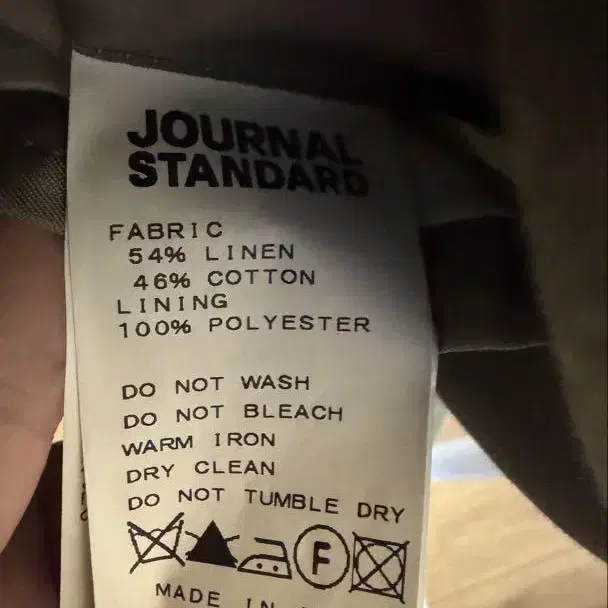 JOURNAL
STANDARD
FABRIC
54% LINEN
46% COTTON
LINING
100% POLYESTER
DO NOT WASH
DO NOT BLEACH
WARM IRON
DRY CLEAN
DO NOT TUMBLE DRY
F
MADE IN